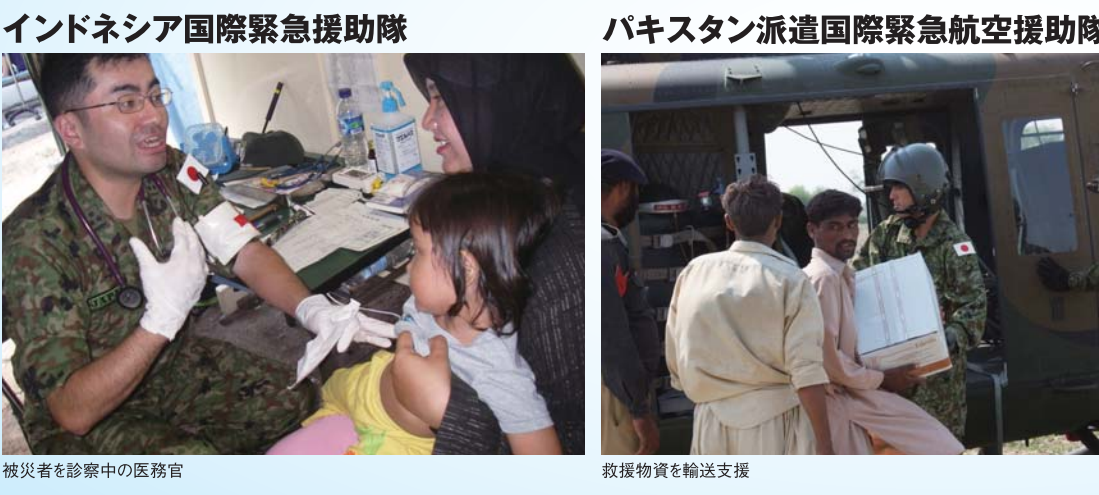 インドネシア国際緊急援助隊
パキスタン派遣国際緊急航空援助隊
被災者を診察中の医務官
救援物資を輸送支援